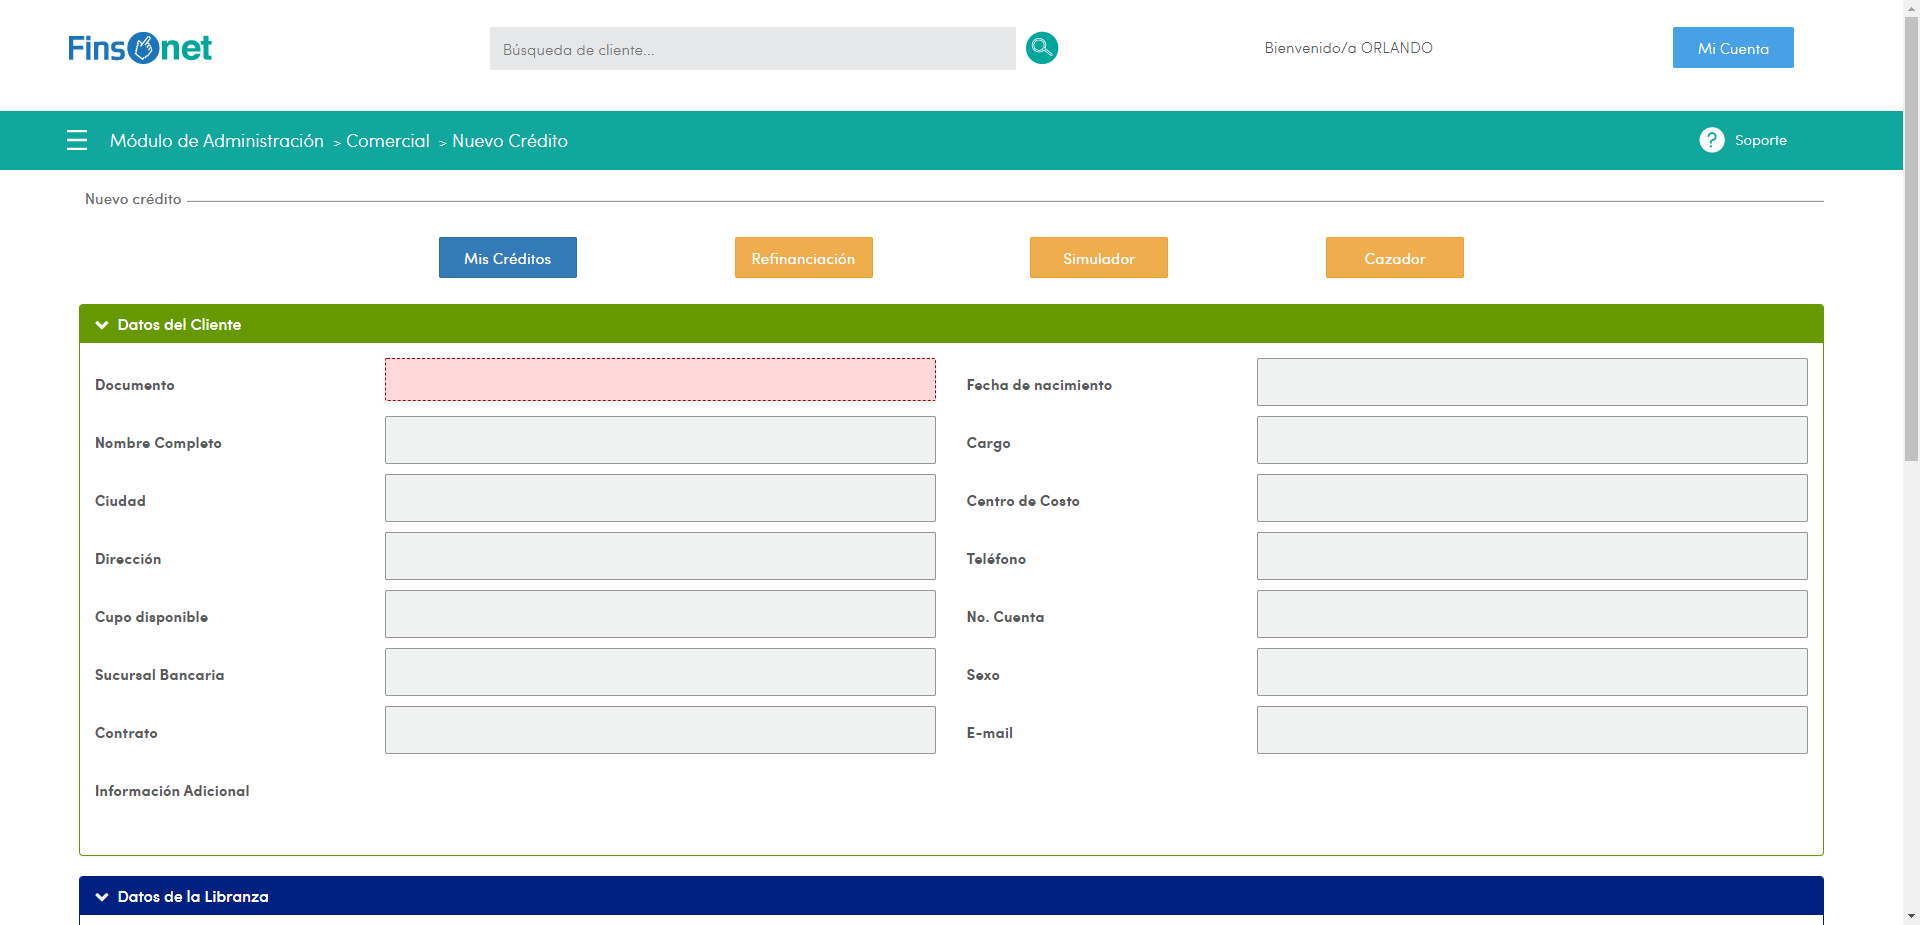 Finsonet
Búsqueda de cliente...
Bienvenido/a ORLANDO
Mi Cuenta
Módulo de Administración > Comercial > Nuevo Crédito
? Soporte
Nuevo crédito
Mis Créditos
Refinanciación
Simulador
Cazador
Datos del Cliente
Documento
Fecha de nacimiento
Nombre Completo
Cargo
Ciudad
Centro de Costo
Dirección
Teléfono
Cupo disponible
No. Cuenta
Sucursal Bancaria
Sexo
Contrato
E-mail
Información Adicional
Datos de la Libranza